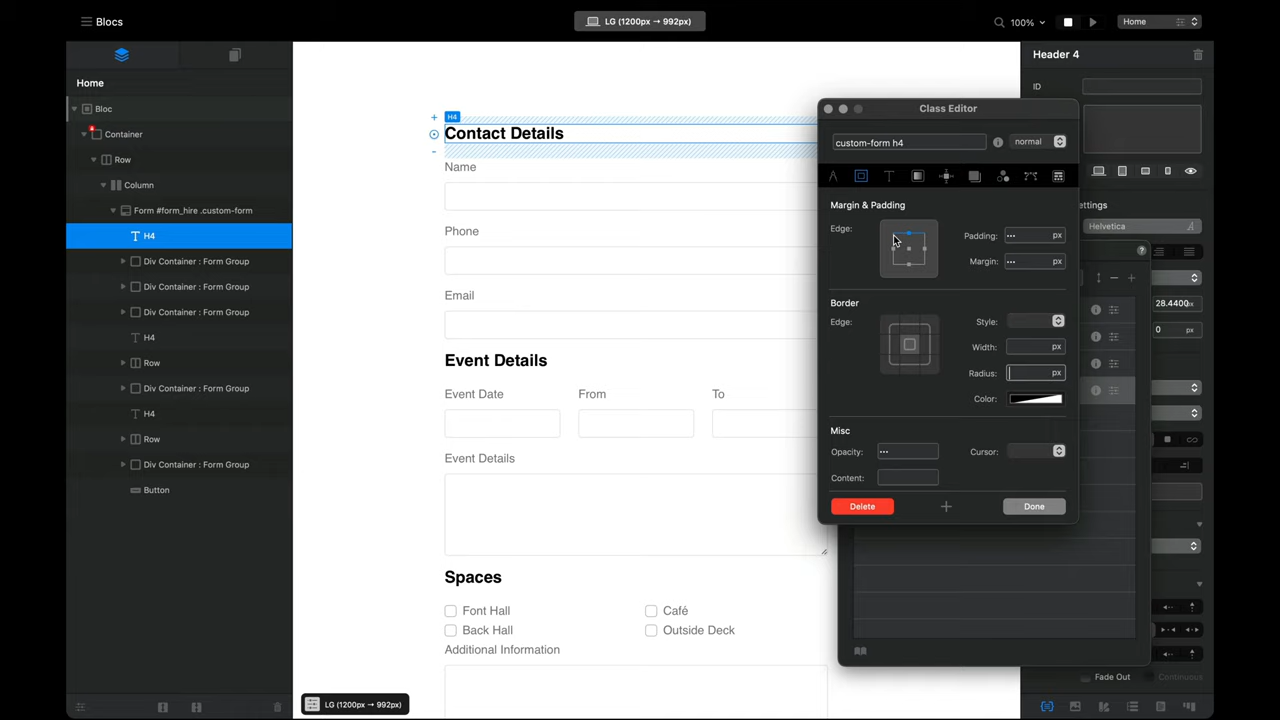 Blocs
LG (1200px → 992px)
100%
Home
Home
Bloc
Container
Row
Column
Form #form_hire .custom-form
H4
Div Container : Form Group
Div Container : Form Group
Div Container : Form Group
H4
Row
Div Container : Form Group
H4
Row
Div Container : Form Group
Button
H4
Contact Details
Name
Phone
Email
Event Details
Event Date
From
To
Event Details
Spaces
Font Hall
Café
Back Hall
Outside Deck
Additional Information
LG (1200px → 992px)
Class Editor
custom-form h4
normal
Margin & Padding
Edge:
Padding:
•••
px
Margin:
•••
px
Border
Edge:
Style:
Width:
px
Radius:
px
Color:
Misc
Opacity:
•••
Cursor:
Content:
Delete
Done
Header 4
ID
ettings
Helvetica
28.4400
px
0
px
Fade Out
Continuous